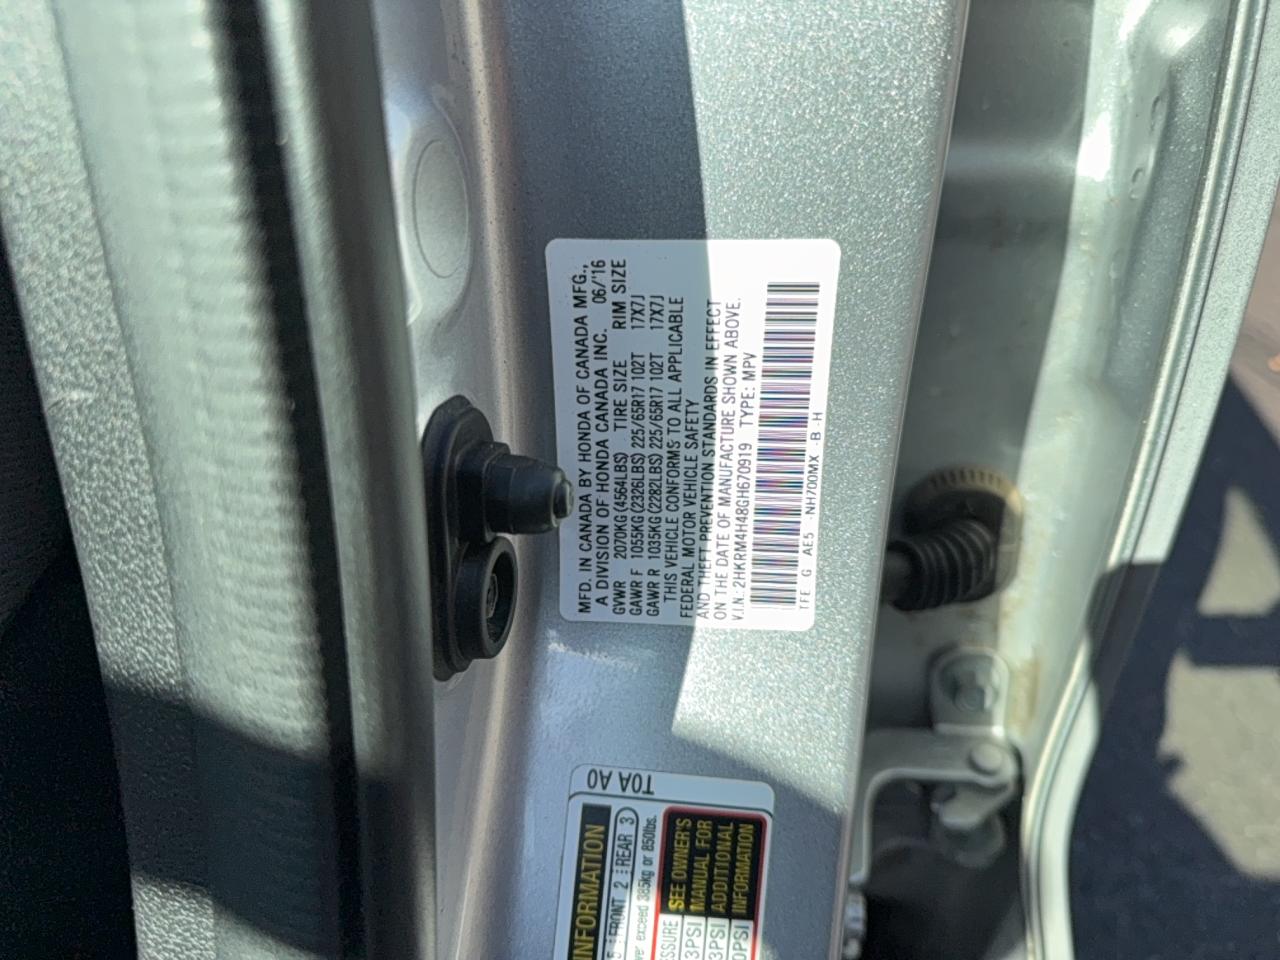 MFD. IN CANADA BY HONDA OF CANADA MFG.,
A DIVISION OF HONDA CANADA INC. 06/'16
GVWR 2070KG(4564LBS) TIRE SIZE RIM SIZE
GAWR F 1055KG(2326LBS) 225/65R17 102T 17X7J
GAWR R 1035KG(2282LBS) 225/65R17 102T 17X7J
THIS VEHICLE CONFORMS TO ALL APPLICABLE
FEDERAL MOTOR VEHICLE SAFETY
AND THEFT PREVENTION STANDARDS IN EFFECT
ON THE DATE OF MANUFACTURE SHOWN ABOVE.
V.I.N.: 2HKRM4H48GH670919 TYPE: MPV
TFE G AE5 -NH700MX -B -H
T0A A0
INFORMATION
5 : FRONT 2 : REAR 3
exceed 385kg or 850lbs.
SEE OWNER'S
MANUAL FOR
ADDITIONAL
INFORMATION
3PSI
3PSI
0PSI